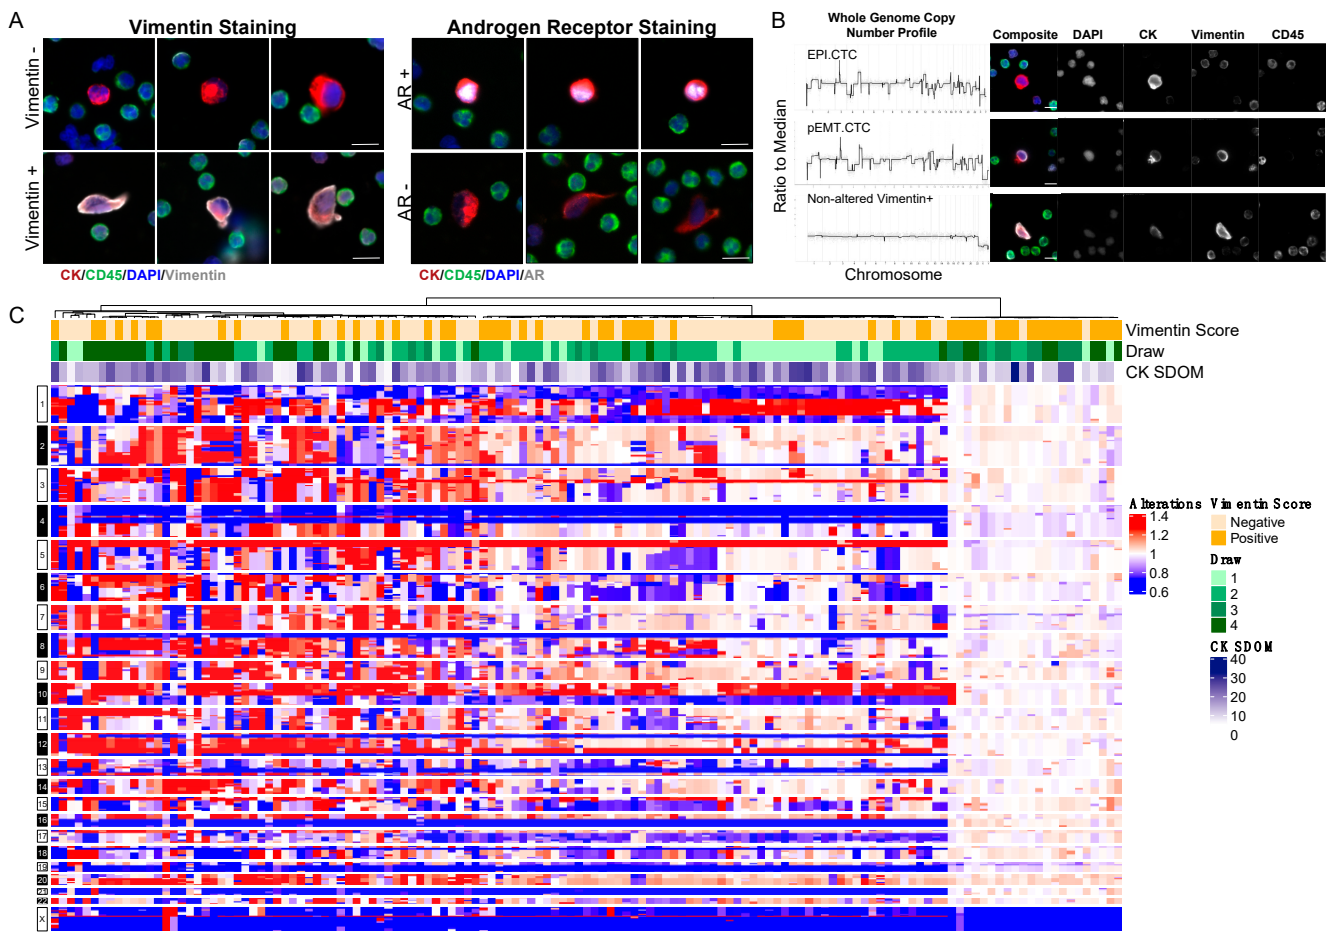 A
Vimentin Staining
Androgen Receptor Staining
Vimentin -
Vimentin +
AR +
AR -
CK/CD45/DAPI/Vimentin
CK/CD45/DAPI/AR
B
Whole Genome Copy
Number Profile
Composite
DAPI
CK
Vimentin
CD45
Ratio to Median
EPI.CTC
pEMT.CTC
Non-altered Vimentin+
Chromosome
C
Vimentin Score
Draw
CK SDOM
1
2
3
4
5
6
7
8
9
10
11
12
13
14
15
16
17
18
19
20
21
22
X
Alterations
1.4
1.2
1
0.8
0.6
Vimentin Score
Negative
Positive
Draw
1
2
3
4
CK SDOM
40
30
20
10
0